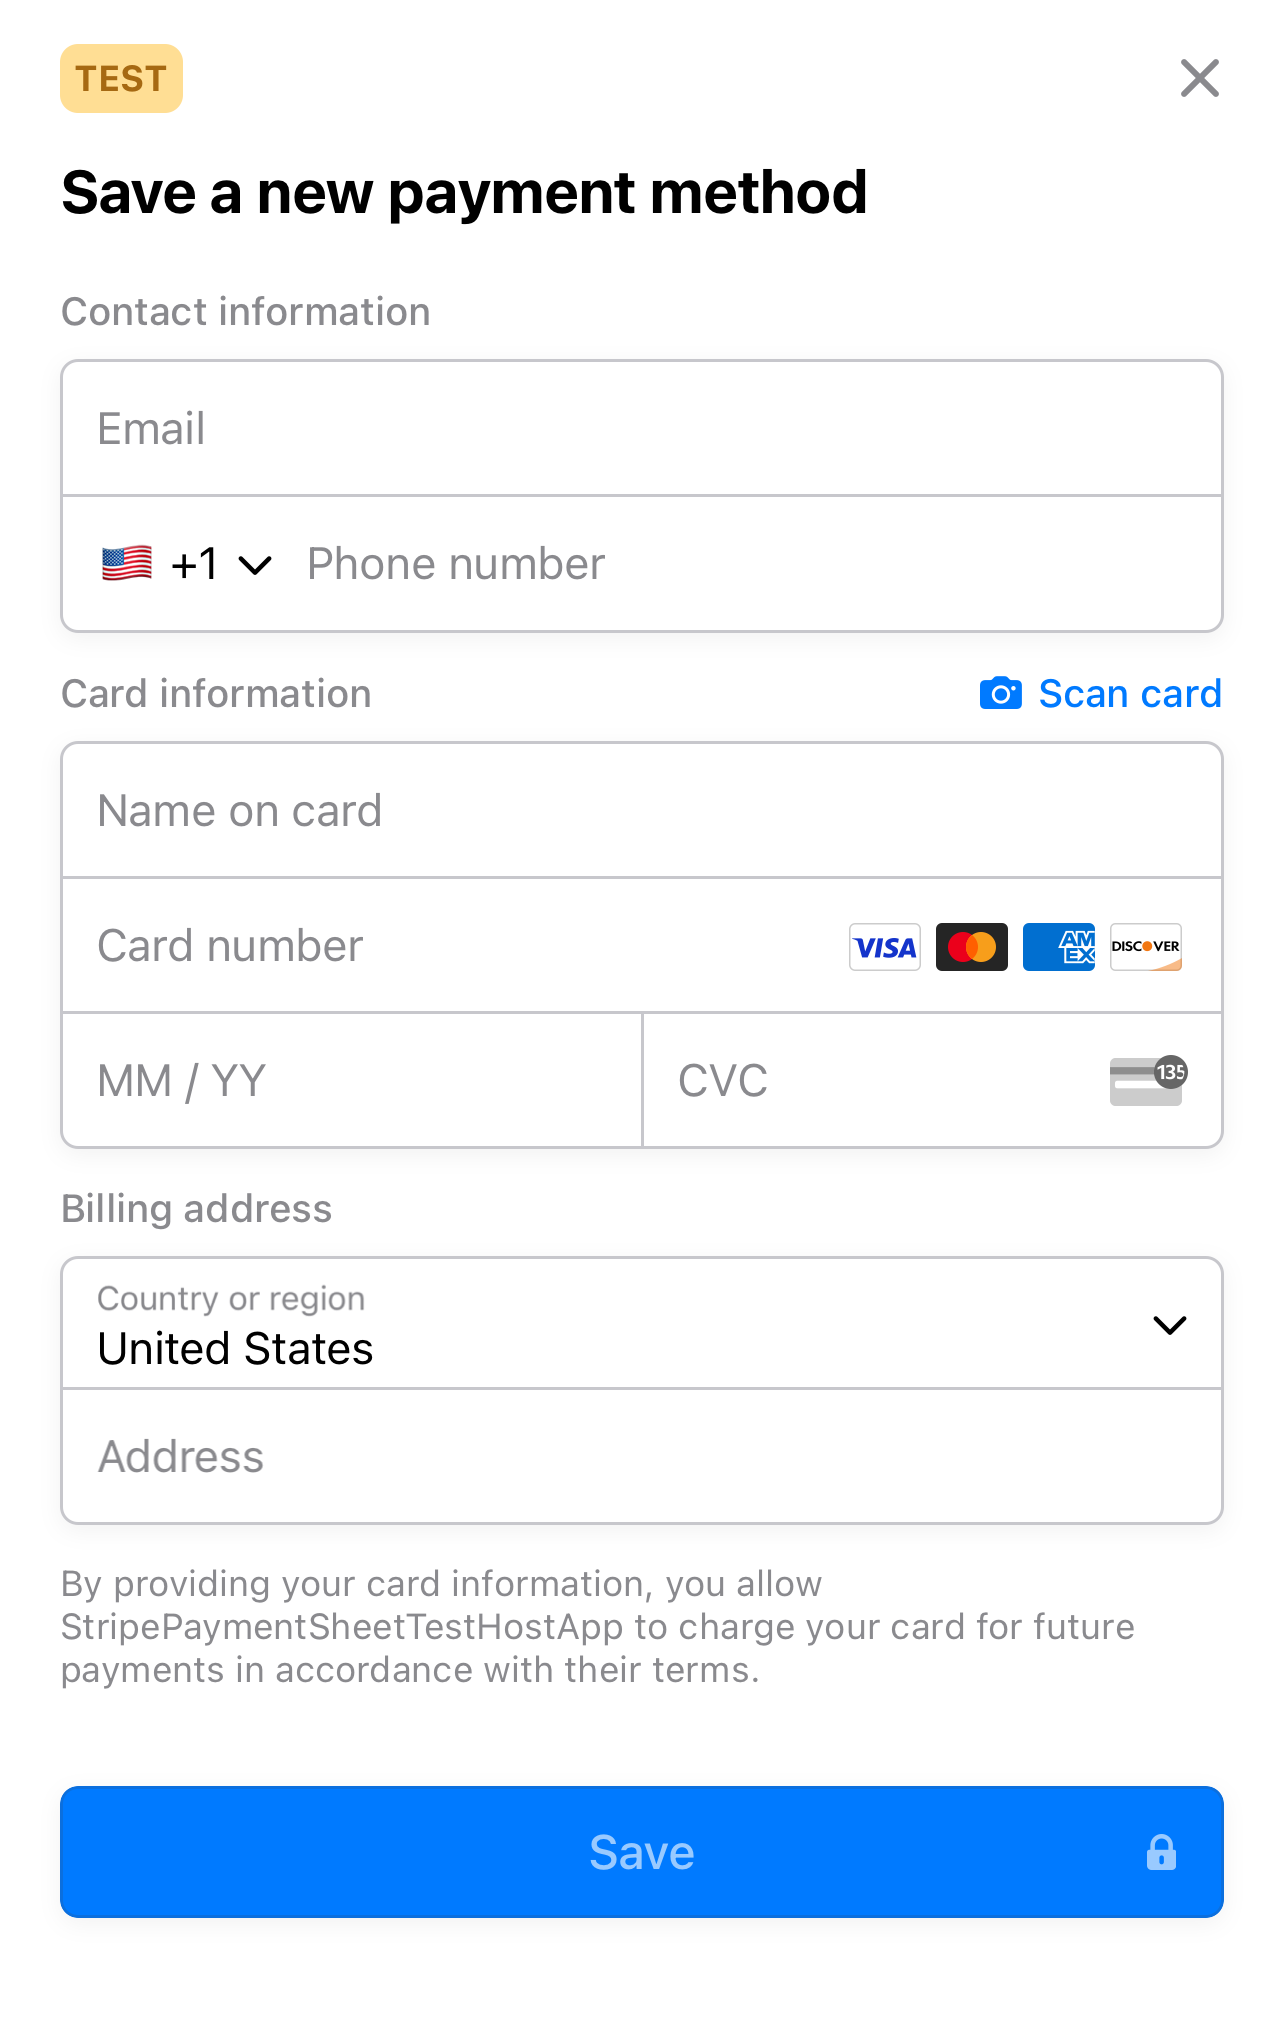 TEST
Save a new payment method
Contact information
Email
+1 Phone number
Card information Scan card
Name on card
Card number VISA AMEX DISCOVER
MM / YY CVC 135
Billing address
Country or region
United States
Address
By providing your card information, you allow
StripePaymentSheetTestHostApp to charge your card for future
payments in accordance with their terms.
Save